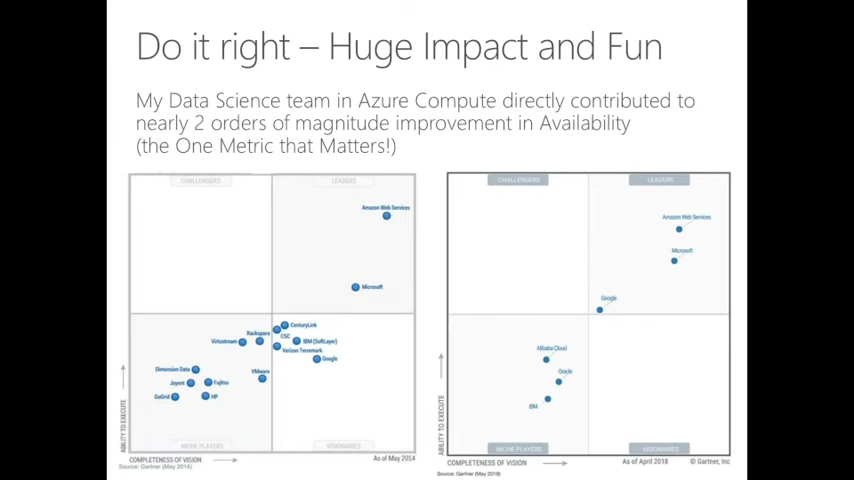 Do it right – Huge Impact and Fun
My Data Science team in Azure Compute directly contributed to
nearly 2 orders of magnitude improvement in Availability
(the One Metric that Matters!)
CHALLENGERS
LEADERS
Amazon Web Services
Microsoft
CenturyLink
Rackspace
CSC
Virtustream
IBM (SoftLayer)
Verizon Terremark
Google
Dimension Data
VMware
Joyent
Fujitsu
GoGrid
HP
NICHE PLAYERS
VISIONARIES
ABILITY TO EXECUTE
COMPLETENESS OF VISION
As of May 2014
Source: Gartner (May 2014)
CHALLENGERS
LEADERS
Amazon Web Services
Microsoft
Google
Alibaba Cloud
Oracle
IBM
NICHE PLAYERS
VISIONARIES
ABILITY TO EXECUTE
COMPLETENESS OF VISION
As of April 2018
© Gartner, Inc
Source: Gartner (May 2018)